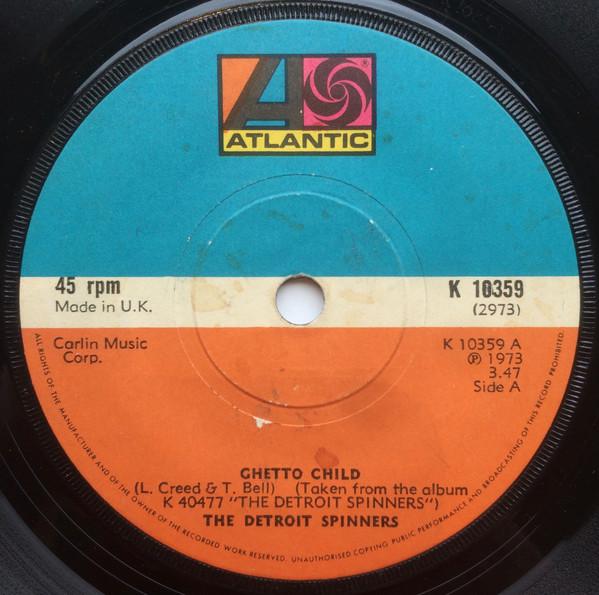 ATLANTIC
45 rpm
Made in U.K.
K 10359
(2973)
Carlin Music
Corp.
K 10359 A
℗ 1973
3.47
Side A
GHETTO CHILD
(L. Creed & T. Bell) (Taken from the album
K 40477 "THE DETROIT SPINNERS")
THE DETROIT SPINNERS
ALL RIGHTS OF THE MANUFACTURER AND OF THE OWNER OF THE RECORDED WORK RESERVED. UNAUTHORISED COPYING PUBLIC PERFORMANCE AND BROADCASTING OF THIS RECORD PROHIBITED.